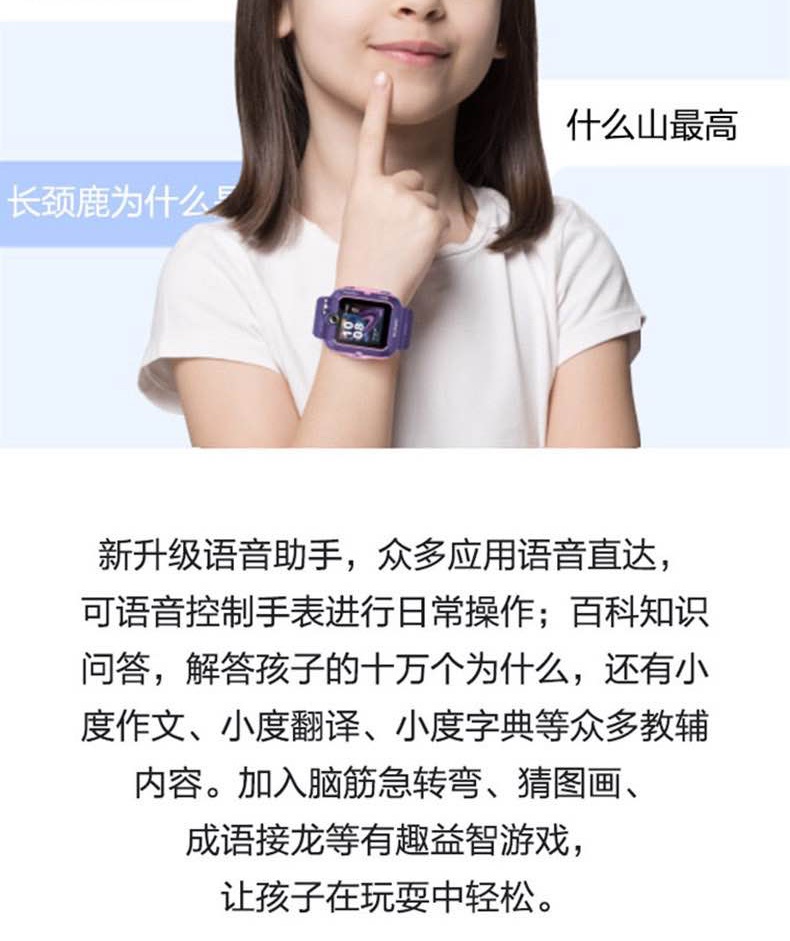 什么山最高
长颈鹿为什么
10
08
新升级语音助手，众多应用语音直达，
可语音控制手表进行日常操作；百科知识
问答，解答孩子的十万个为什么，还有小
度作文、小度翻译、小度字典等众多教辅
内容。加入脑筋急转弯、猜图画、
成语接龙等有趣益智游戏，
让孩子在玩耍中轻松。